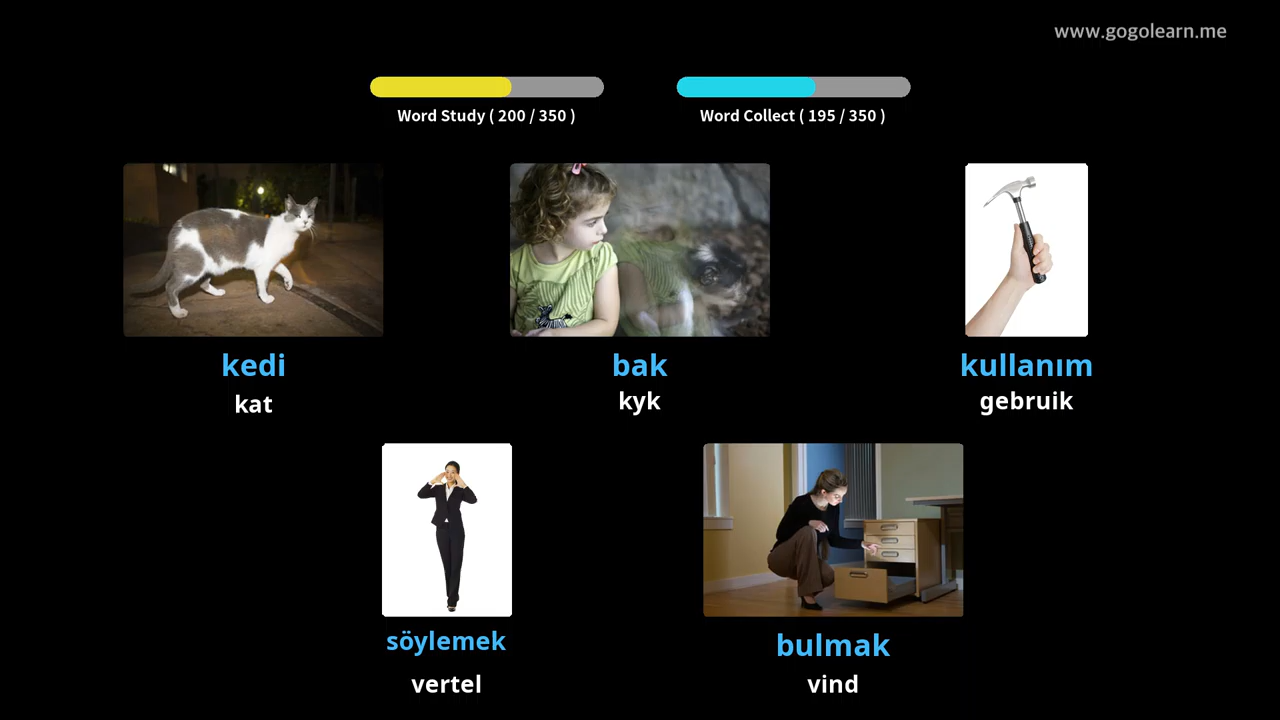 www.gogolearn.me
Word Study ( 200 / 350 )
Word Collect ( 195 / 350 )
kedi
kat
bak
kyk
kullanım
gebruik
söylemek
vertel
bulmak
vind